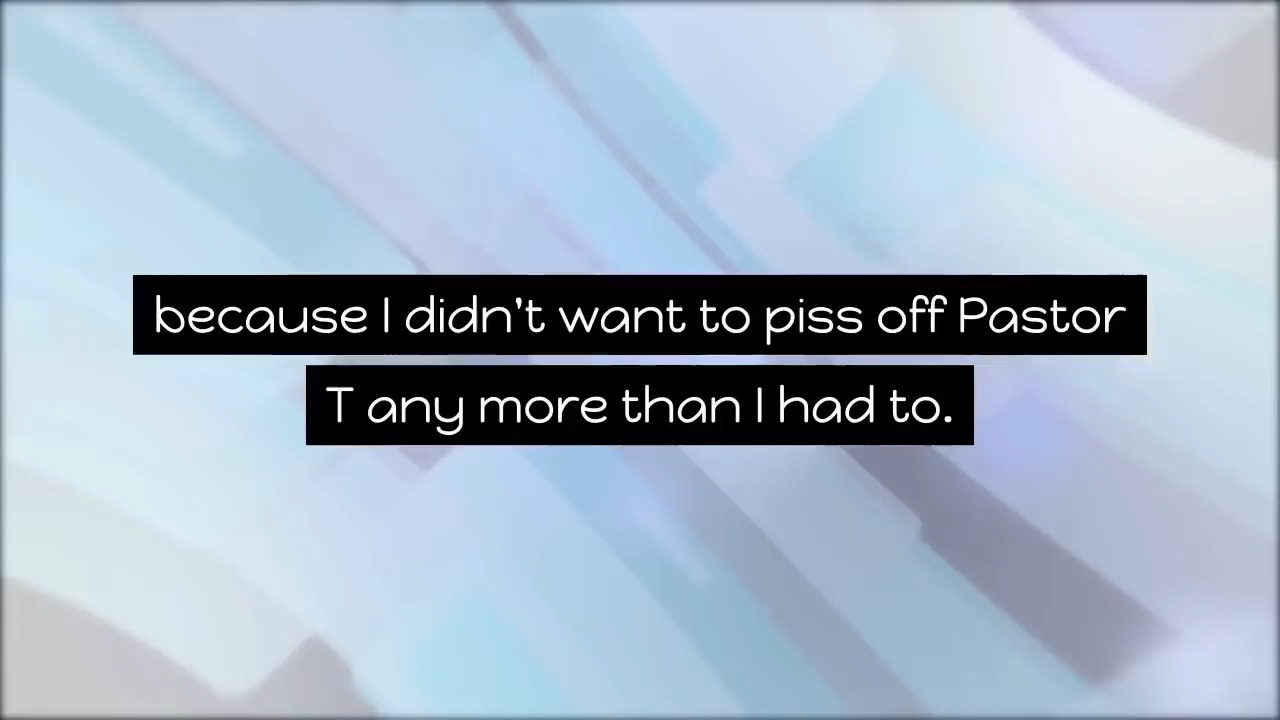 because I didn't want to piss off Pastor
T any more than I had to.